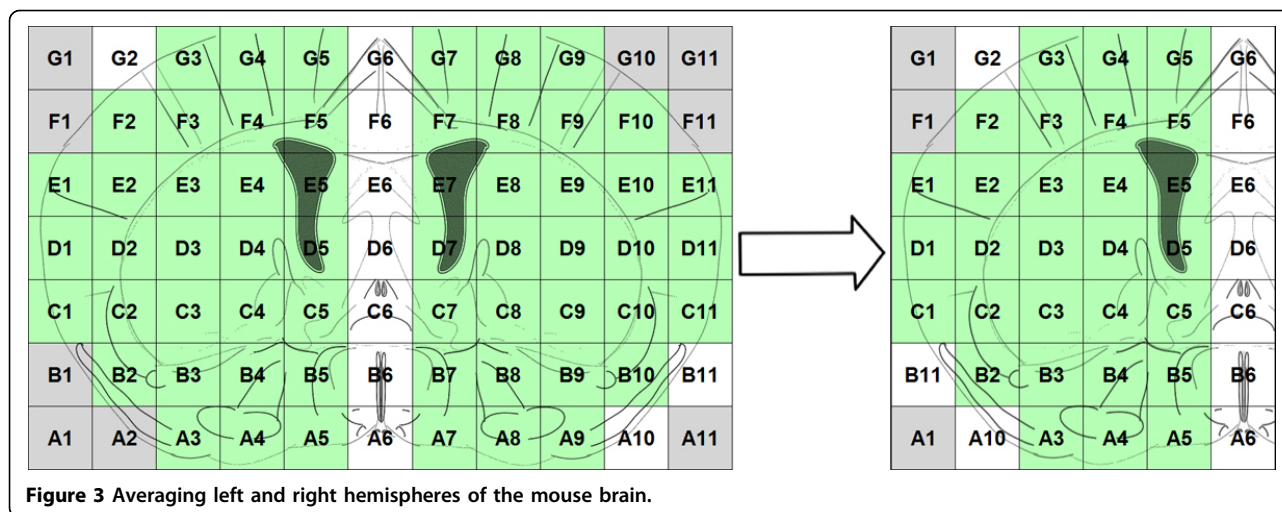 G1 G2 G3 G4 G5 G6 G7 G8 G9 G10 G11
F1 F2 F3 F4 F5 F6 F7 F8 F9 F10 F11
E1 E2 E3 E4 E5 E6 E7 E8 E9 E10 E11
D1 D2 D3 D4 D5 D6 D7 D8 D9 D10 D11
C1 C2 C3 C4 C5 C6 C7 C8 C9 C10 C11
B1 B2 B3 B4 B5 B6 B7 B8 B9 B10 B11
A1 A2 A3 A4 A5 A6 A7 A8 A9 A10 A11
G1 G2 G3 G4 G5 G6
F1 F2 F3 F4 F5 F6
E1 E2 E3 E4 E5 E6
D1 D2 D3 D4 D5 D6
C1 C2 C3 C4 C5 C6
B11 B2 B3 B4 B5 B6
A1 A10 A3 A4 A5 A6
Figure 3 Averaging left and right hemispheres of the mouse brain.